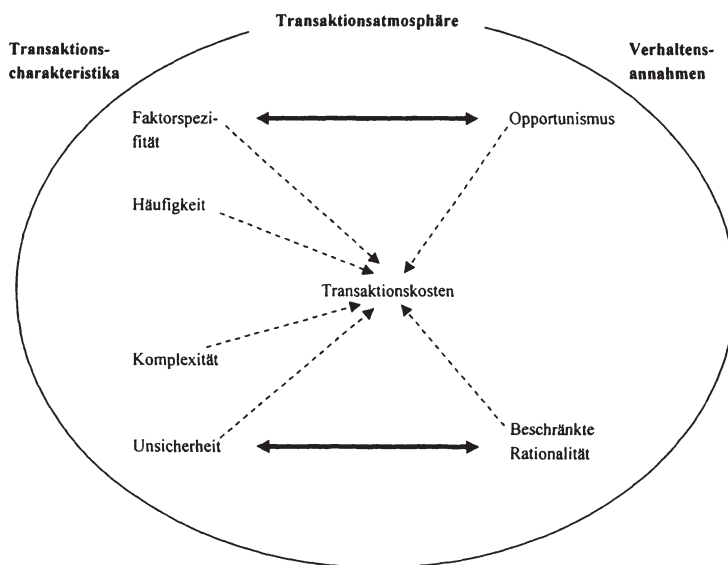 Transaktionsatmosphäre
Transaktions-
charakteristika
Verhaltens-
annahmen
Faktorspezi-
fität
Opportunismus
Häufigkeit
Transaktionskosten
Komplexität
Unsicherheit
Beschränkte
Rationalität